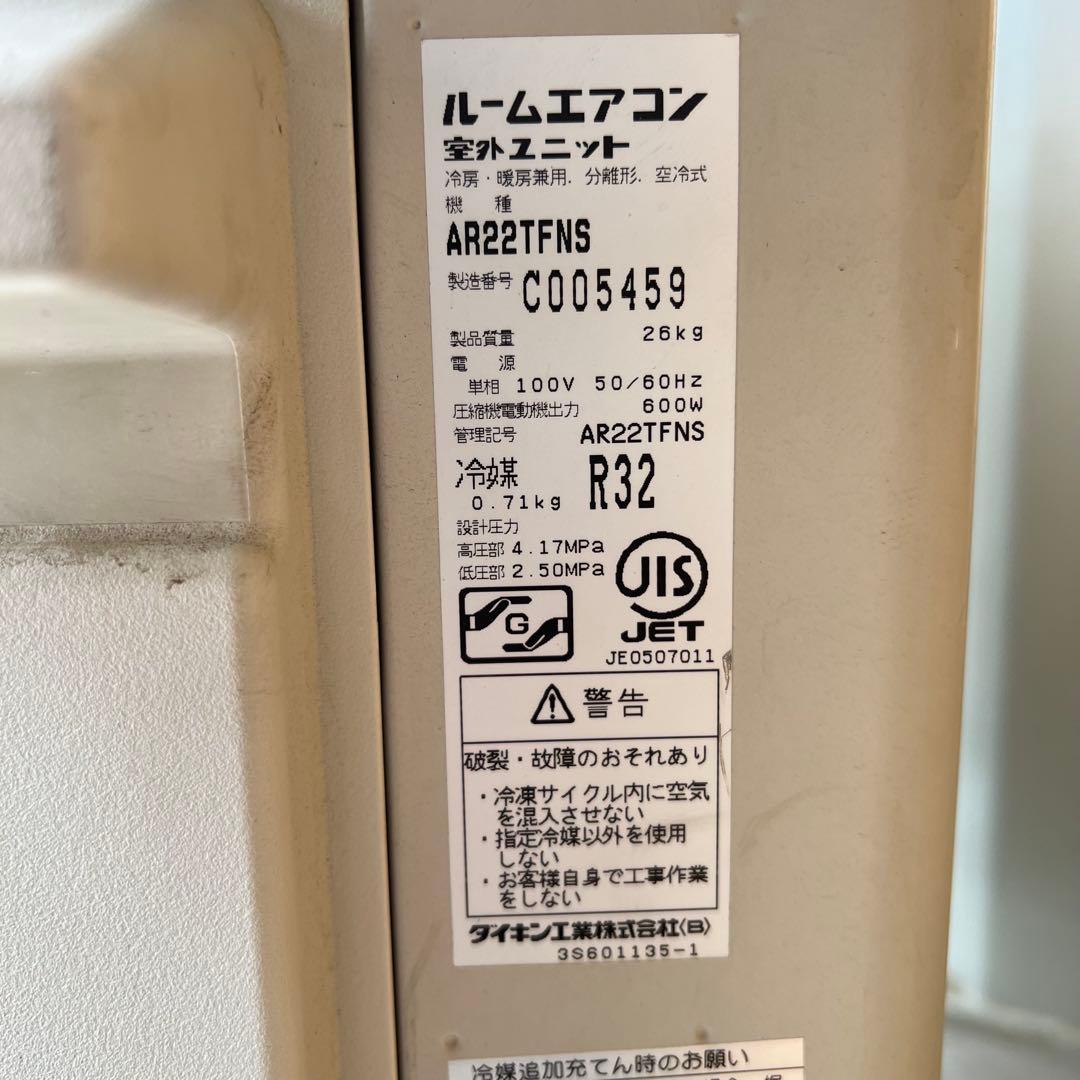 ルームエアコン
室外ユニット
冷房・暖房兼用. 分離形. 空冷式
機 種
AR22TFNS
製造番号 C005459
製品質量 26kg
電 源
単相 100V 50/60Hz
圧縮機電動機出力 600W
管理記号 AR22TFNS
冷媒 R32
0.71kg
設計圧力
高圧部 4.17MPa
低圧部 2.50MPa
JIS
G
JET
JE0507011
警告
破裂・故障のおそれあり
・冷凍サイクル内に空気
を混入させない
・指定冷媒以外を使用
しない
・お客様自身で工事作業
をしない
ダイキン工業株式会社(B)
3S601135-1
冷媒追加充てん時のお願い